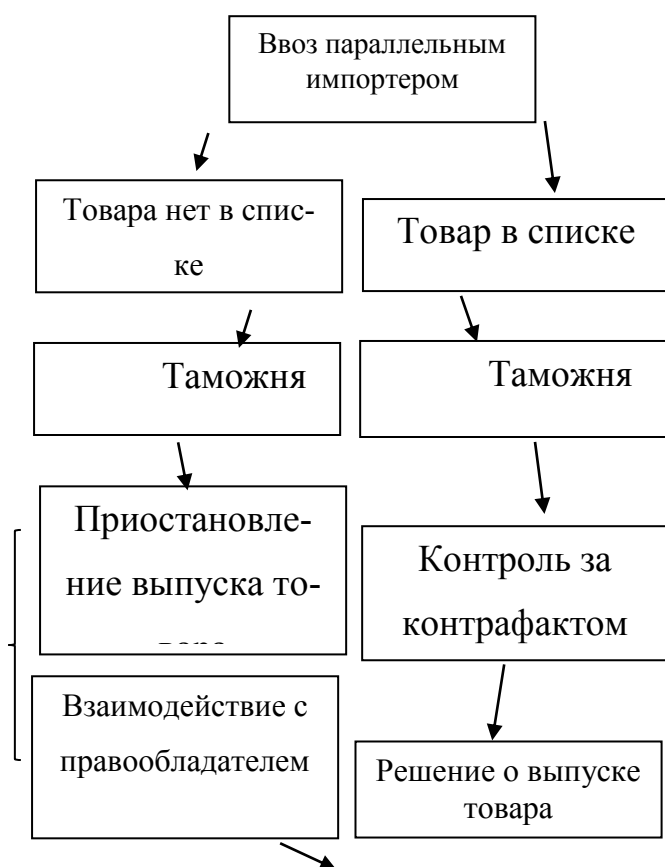 Ввоз параллельным
импортером
Товара нет в спис-
ке
Товар в списке
Таможня
Таможня
Приостановле-
ние выпуска то-
Контроль за
контрафактом
Взаимодействие с
правообладателем
Решение о выпуске
товара